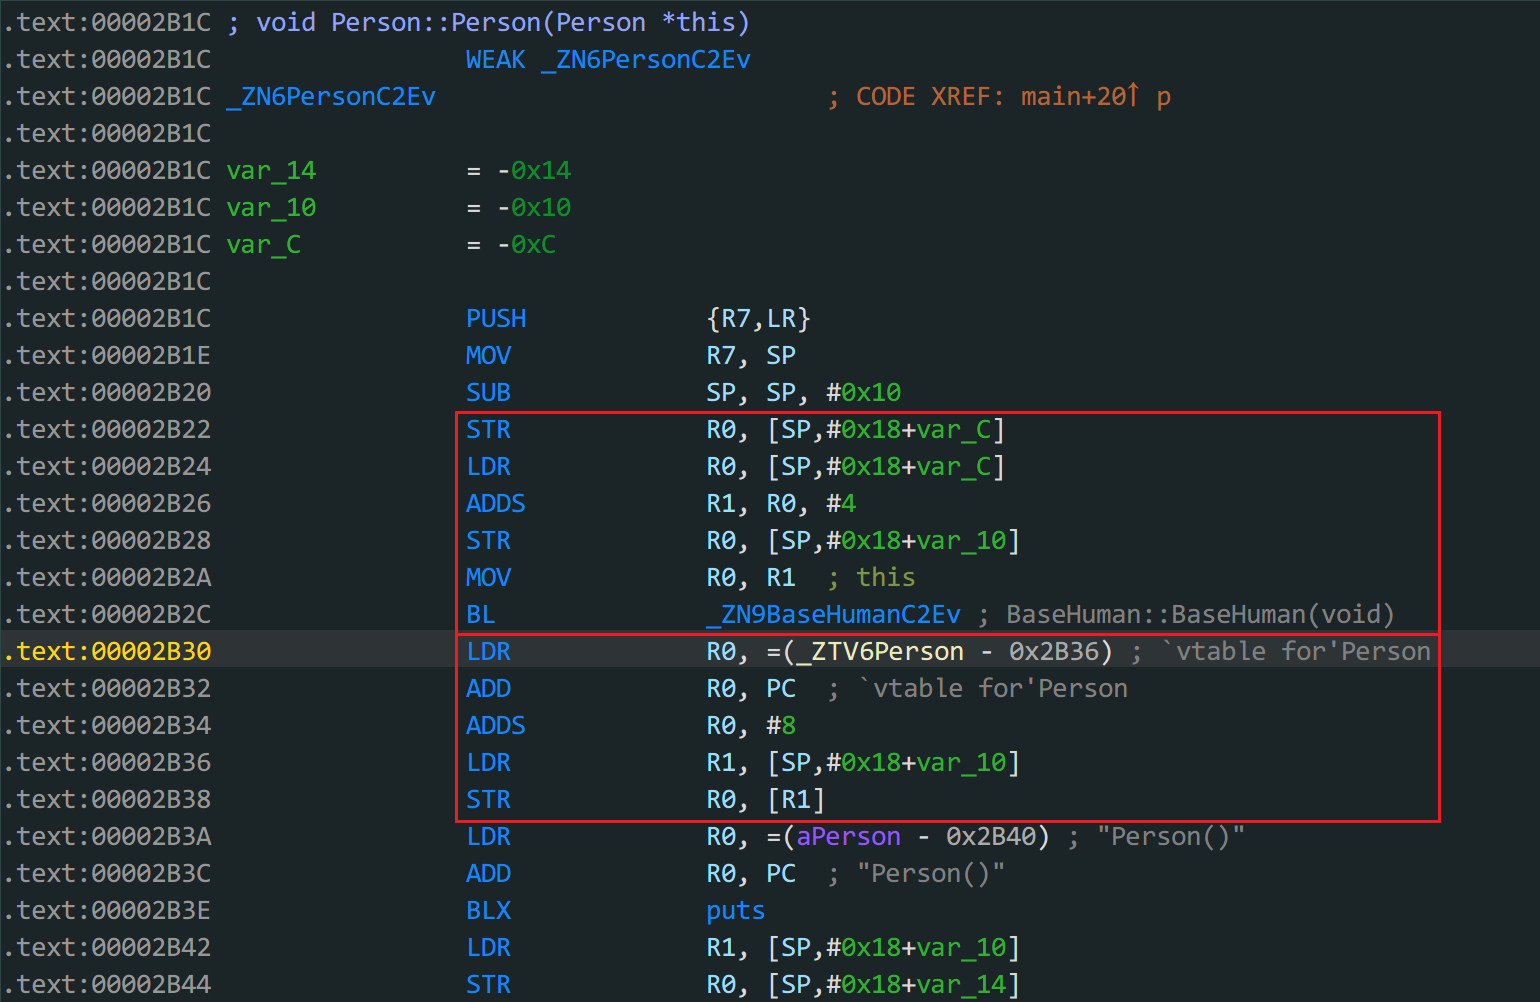 .text:00002B1C ; void Person::Person(Person *this)
.text:00002B1C                 WEAK _ZN6PersonC2Ev
.text:00002B1C _ZN6PersonC2Ev                          ; CODE XREF: main+20↑ p
.text:00002B1C
.text:00002B1C var_14          = -0x14
.text:00002B1C var_10          = -0x10
.text:00002B1C var_C           = -0xC
.text:00002B1C
.text:00002B1C                 PUSH            {R7,LR}
.text:00002B1E                 MOV             R7, SP
.text:00002B20                 SUB             SP, SP, #0x10
.text:00002B22                 STR             R0, [SP,#0x18+var_C]
.text:00002B24                 LDR             R0, [SP,#0x18+var_C]
.text:00002B26                 ADDS            R1, R0, #4
.text:00002B28                 STR             R0, [SP,#0x18+var_10]
.text:00002B2A                 MOV             R0, R1  ; this
.text:00002B2C                 BL              _ZN9BaseHumanC2Ev ; BaseHuman::BaseHuman(void)
.text:00002B30                 LDR             R0, =(_ZTV6Person - 0x2B36) ; `vtable for'Person
.text:00002B32                 ADD             R0, PC  ; `vtable for'Person
.text:00002B34                 ADDS            R0, #8
.text:00002B36                 LDR             R1, [SP,#0x18+var_10]
.text:00002B38                 STR             R0, [R1]
.text:00002B3A                 LDR             R0, =(aPerson - 0x2B40) ; "Person()"
.text:00002B3C                 ADD             R0, PC  ; "Person()"
.text:00002B3E                 BLX             puts
.text:00002B42                 LDR             R1, [SP,#0x18+var_10]
.text:00002B44                 STR             R0, [SP,#0x18+var_14]